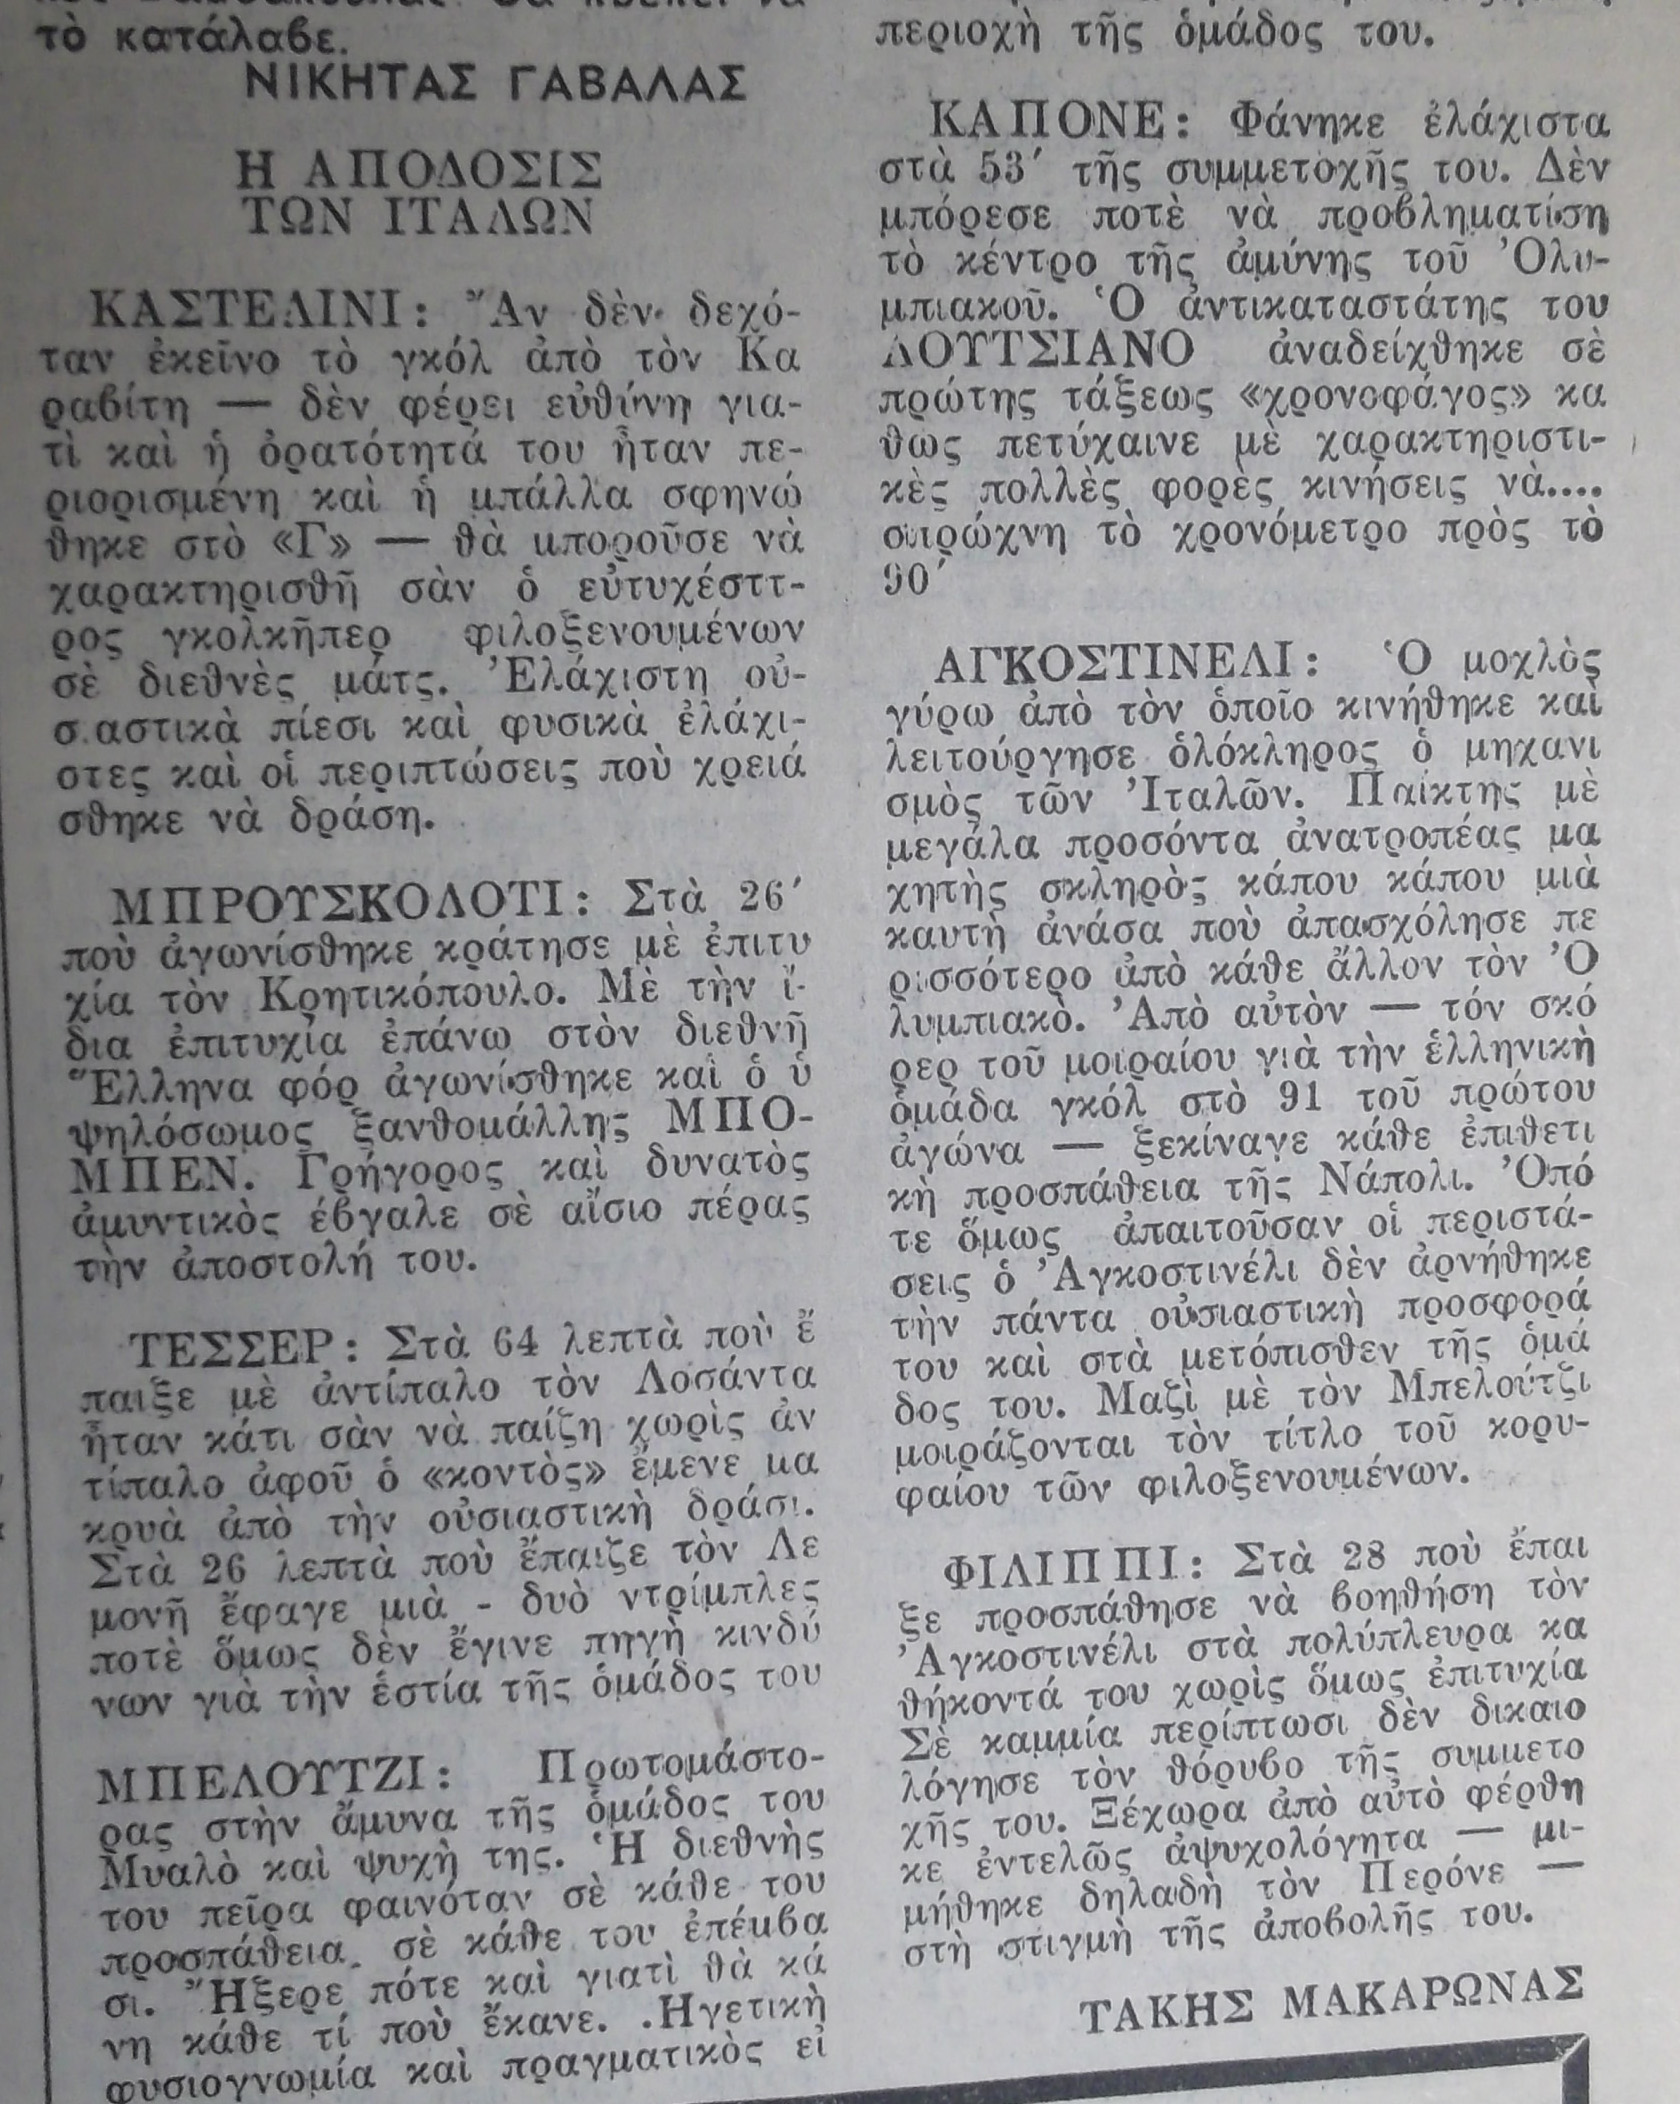 τὸ κατάλαβε.
ΝΙΚΗΤΑΣ ΓΑΒΑΛΑΣ
Η ΑΠΟΔΟΣΙΣ
ΤΩΝ ΙΤΑΛΩΝ
ΚΑΣΤΕΛΙΝΙ: Ἂν δὲν δεχό-
ταν ἐκεῖνο τὸ γκόλ ἀπὸ τὸν Κα
ραβίτη — δὲν φέρει εὐθύνη για-
τὶ καὶ ἡ ὁρατότητά του ἦταν πε-
ριορισμένη καὶ ἡ μπάλλα σφηνώ
θηκε στὸ «Γ» — θὰ μποροῦσε νὰ
χαρακτηρισθῆ σὰν ὁ εὐτυχέστε-
ρος γκολκῆπερ φιλοξενουμένων
σὲ διεθνὲς μάτς. Ἐλάχιστη οὐ-
σιαστικὰ πίεσι καὶ φυσικὰ ἐλάχι-
στες καὶ οἱ περιπτώσεις ποὺ χρειά
σθηκε νὰ δράση.
ΜΠΡΟΥΣΚΟΛΟΤΙ: Στὰ 26′
ποὺ ἀγωνίσθηκε κράτησε μὲ ἐπιτυ
χία τὸν Κρητικόπουλο. Μὲ τὴν ἴ-
δια ἐπιτυχία ἐπάνω στὸν διεθνῆ
Ἕλληνα φόρ ἀγωνίσθηκε καὶ ὁ ὑ
ψηλόσωμος ξανθομάλλης ΜΠΟ-
ΜΠΕΝ. Γρήγορος καὶ δυνατὸς
ἀμυντικὸς ἔβγαλε σὲ αἴσιο πέρας
τὴν ἀποστολή του.
ΤΕΣΣΕΡ: Στὰ 64 λεπτὰ ποὺ ἔ
παιξε μὲ ἀντίπαλο τὸν Λοσάντα
ἦταν κάτι σὰν νὰ παίζη χωρὶς ἀν
τίπαλο ἀφοῦ ὁ «κοντὸς» ἔμενε μα
κρυὰ ἀπὸ τὴν οὐσιαστικὴ δράσι.
Στὰ 26 λεπτὰ ποὺ ἔπαιζε τὸν Λε
μονῆ ἔφαγε μιὰ - δυὸ ντρίμπλες
ποτὲ ὅμως δὲν ἔγινε πηγὴ κινδύ
νων γιὰ τὴν ἑστία τῆς ὁμάδος του
ΜΠΕΛΟΥΤΖΙ: Πρωτομάστο-
ρας στὴν ἄμυνα τῆς ὁμάδος του
Μυαλὸ καὶ ψυχὴ της. Ἡ διεθνὴς
του πεῖρα φαινόταν σὲ κάθε του
προσπάθεια. σὲ κάθε του ἐπέμβα
σι. Ἤξερε πότε καὶ γιατὶ θὰ κά
νη κάθε τί ποὺ ἔκανε. .Ηγετικὴ
φυσιογνωμία καὶ πραγματικὸς εἰ
περιοχὴ τῆς ὁμάδος του.
ΚΑΠΟΝΕ: Φάνηκε ἐλάχιστα
στὰ 53′ τῆς συμμετοχῆς του. Δὲν
μπόρεσε ποτὲ νὰ προβληματίση
τὸ κέντρο τῆς ἀμύνης τοῦ Ὀλυ-
μπιακοῦ. Ὁ ἀντικαταστάτης του
ΛΟΥΤΣΙΑΝΟ ἀναδείχθηκε σὲ
πρώτης τάξεως «χρονοφάγος» κα
θὼς πετύχαινε μὲ χαρακτηριστι-
κὲς πολλὲς φορὲς κινήσεις νὰ....
σπρώχνη τὸ χρονόμετρο πρὸς τὸ
90′
ΑΓΚΟΣΤΙΝΕΛΙ: Ὁ μοχλὸς
γύρω ἀπὸ τὸν ὁποῖο κινήθηκε καὶ
λειτούργησε ὁλόκληρος ὁ μηχανι
σμὸς τῶν Ἰταλῶν. Παίκτης μὲ
μεγάλα προσόντα ἀνατροπέας μα
χητὴς σκληρὸς κάπου κάπου μιὰ
καυτὴ ἀνάσα ποὺ ἀπασχόλησε πε
ρισσότερο ἀπὸ κάθε ἄλλον τὸν Ὀ
λυμπιακὸ. Ἀπὸ αὐτὸν — τόν σκό
ρερ τοῦ μοιραίου γιὰ τὴν ἑλληνικὴ
ὁμάδα γκόλ στὸ 91 τοῦ πρώτου
ἀγώνα — ξεκίναγε κάθε ἐπιθετι
κὴ προσπάθεια τῆς Νάπολι. Ὁπό
τε ὅμως ἀπαιτοῦσαν οἱ περιστά-
σεις ὁ Ἀγκοστινέλι δὲν ἀρνήθηκε
τὴν πάντα οὐσιαστικὴ προσφορά
του καὶ στὰ μετόπισθεν τῆς ὁμά
δος του. Μαζὶ μὲ τὸν Μπελούτζι
μοιράζονται τὸν τίτλο τοῦ κορυ-
φαίου τῶν φιλοξενουμένων.
ΦΙΛΙΠΠΙ: Στὰ 28 ποὺ ἔπαι
ξε προσπάθησε νὰ βοηθήση τὸν
Ἀγκοστινέλι στὰ πολύπλευρα κα
θήκοντά του χωρὶς ὅμως ἐπιτυχία
Σὲ καμμία περίπτωσι δὲν δικαιο
λόγησε τὸν θόρυβο τῆς συμμετο
χῆς του. Ξέχωρα ἀπὸ αὐτὸ φέρθη
κε ἐντελῶς ἀψυχολόγητα — μι-
μήθηκε δηλαδὴ τὸν Περόνε —
στὴ στιγμὴ τῆς ἀποβολῆς του.
ΤΑΚΗΣ ΜΑΚΑΡΩΝΑΣ